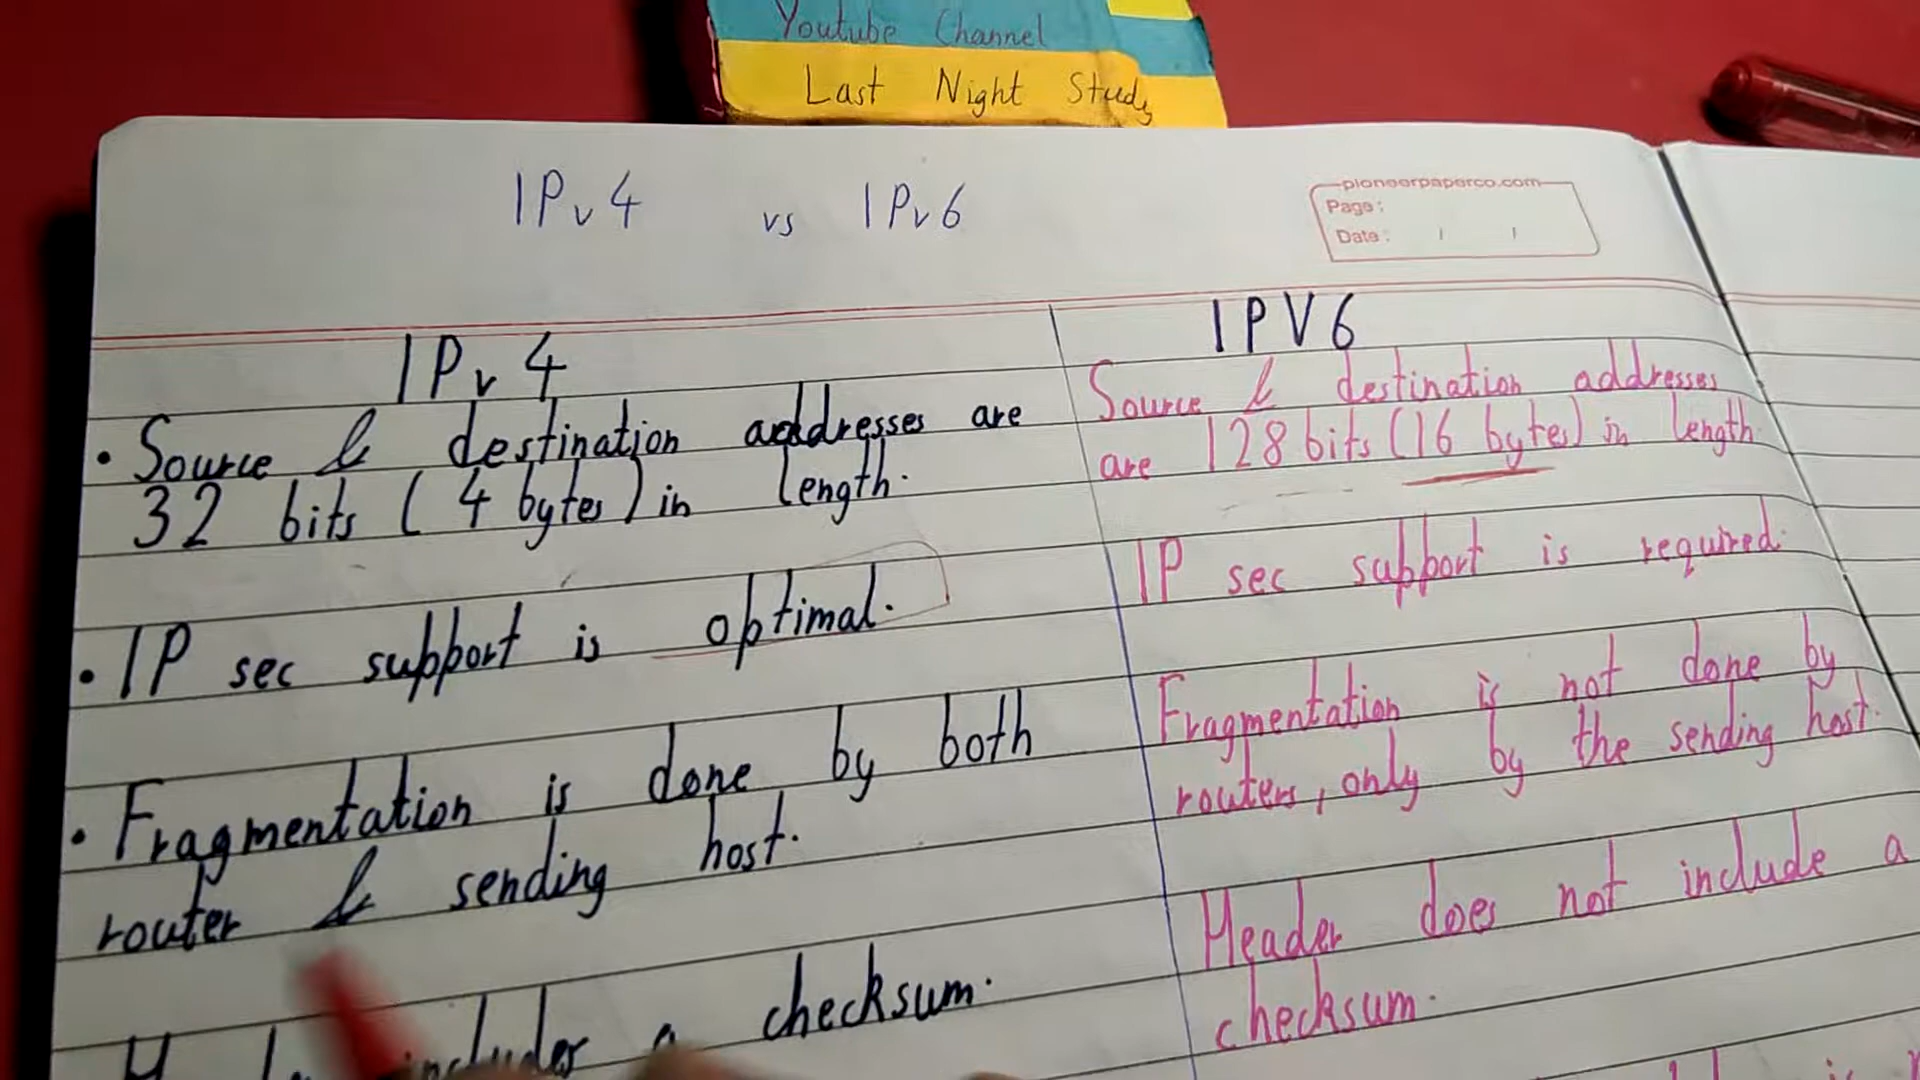 Youtube Channel
Last Night Study
IPv4 vs IPv6
pioneerpaperco.com
Page:
Date: / /
IPv4
• Source & destination addresses are
32 bits (4 bytes) in length.
• IP sec support is optimal.
• Fragmentation is done by both
router & sending host.
includes a checksum.
IPV6
Source & destination addresses
are 128 bits (16 bytes) in length
IP sec support is required.
Fragmentation is not done by
routers, only by the sending host.
Header does not include a
checksum.